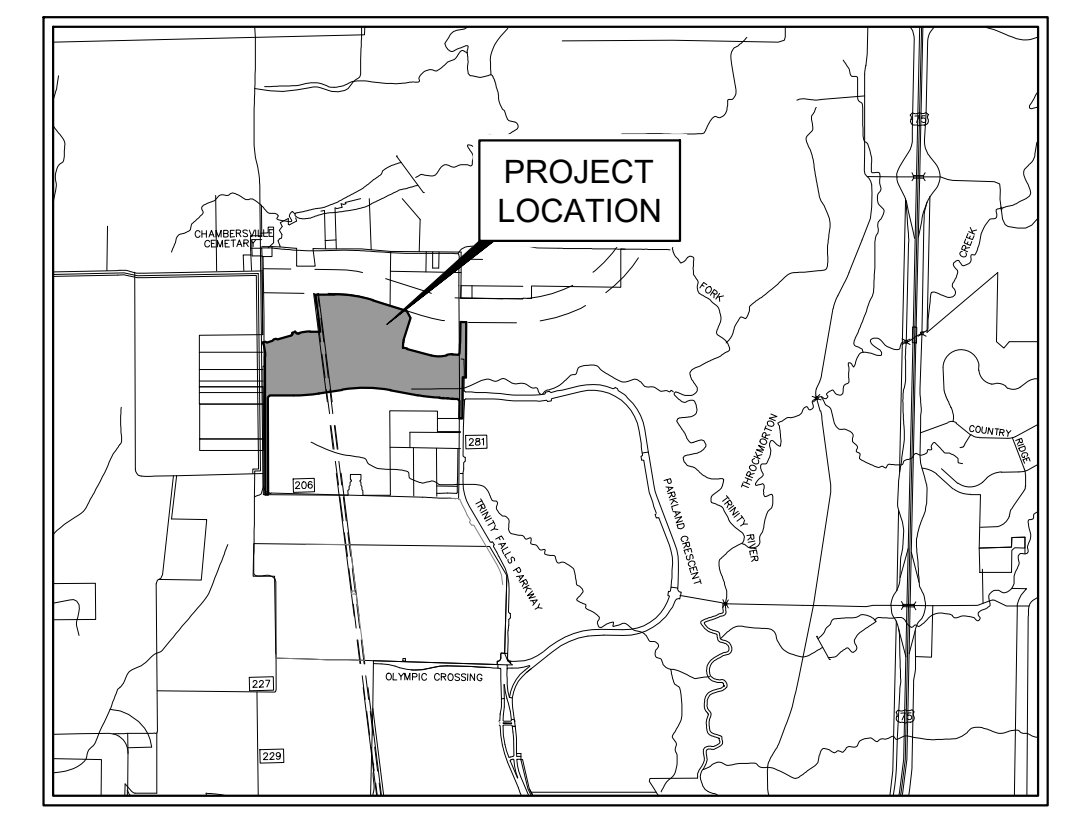 75
PROJECT
LOCATION
CHAMBERSVILLE
CEMETARY
CREEK
FORK
THROCKMORTON
COUNTRY
RIDGE
281
206
PARKLAND CRESCENT
TRINITY RIVER
TRINITY FALLS PARKWAY
OLYMPIC CROSSING
227
75
229